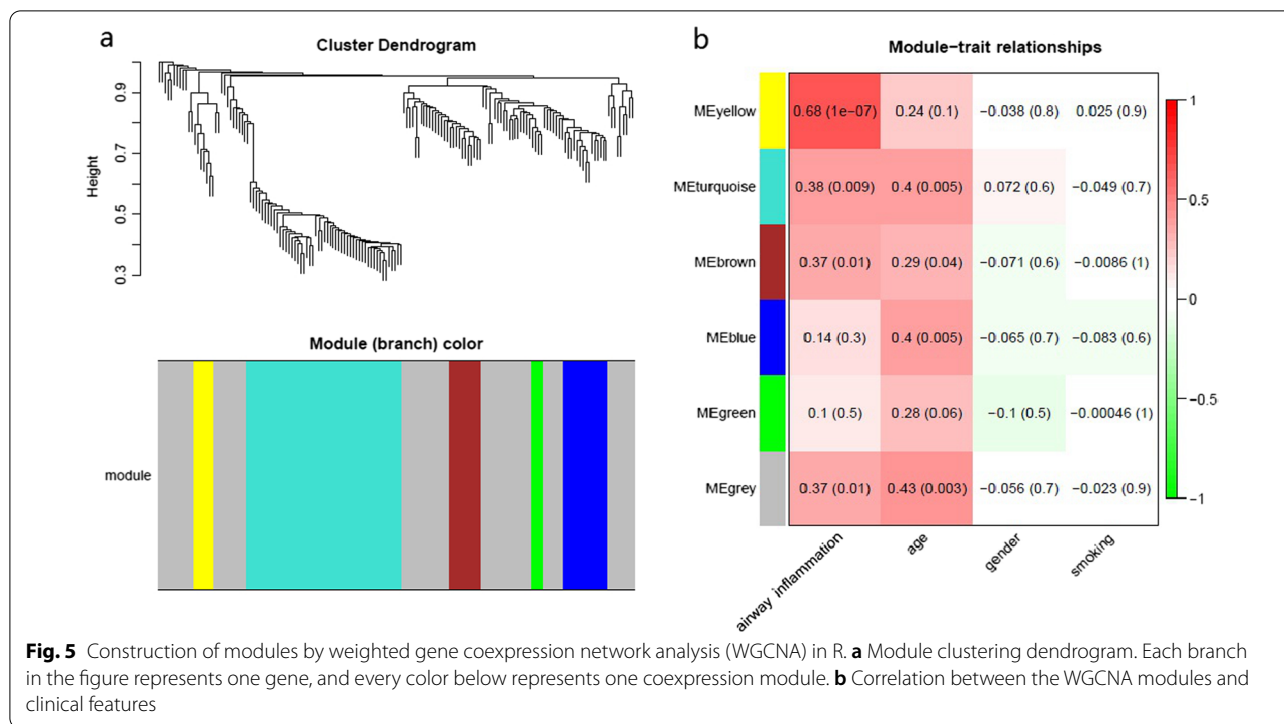 a
Cluster Dendrogram
Height
0.9
0.7
0.5
0.3
Module (branch) color
module
b
Module−trait relationships
MEyellow 0.68 (1e−07) 0.24 (0.1) −0.038 (0.8) 0.025 (0.9)
MEturquoise 0.38 (0.009) 0.4 (0.005) 0.072 (0.6) −0.049 (0.7)
MEbrown 0.37 (0.01) 0.29 (0.04) −0.071 (0.6) −0.0086 (1)
MEblue 0.14 (0.3) 0.4 (0.005) −0.065 (0.7) −0.083 (0.6)
MEgreen 0.1 (0.5) 0.28 (0.06) −0.1 (0.5) −0.00046 (1)
MEgrey 0.37 (0.01) 0.43 (0.003) −0.056 (0.7) −0.023 (0.9)
airway inflammation
age
gender
smoking
1
0.5
0
−0.5
−1
Fig. 5 Construction of modules by weighted gene coexpression network analysis (WGCNA) in R. a Module clustering dendrogram. Each branch
in the figure represents one gene, and every color below represents one coexpression module. b Correlation between the WGCNA modules and
clinical features